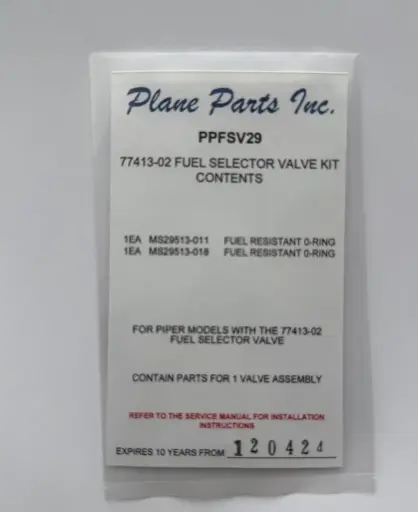 Plane Parts Inc.
PPFSV29
77413-02 FUEL SELECTOR VALVE KIT
CONTENTS
1EA MS29513-011 FUEL RESISTANT 0-RING
1EA MS29513-018 FUEL RESISTANT 0-RING
FOR PIPER MODELS WITH THE 77413-02
FUEL SELECTOR VALVE
CONTAIN PARTS FOR 1 VALVE ASSEMBLY
REFER TO THE SERVICE MANUAL FOR INSTALLATION
INSTRUCTIONS
EXPIRES 10 YEARS FROM 120424